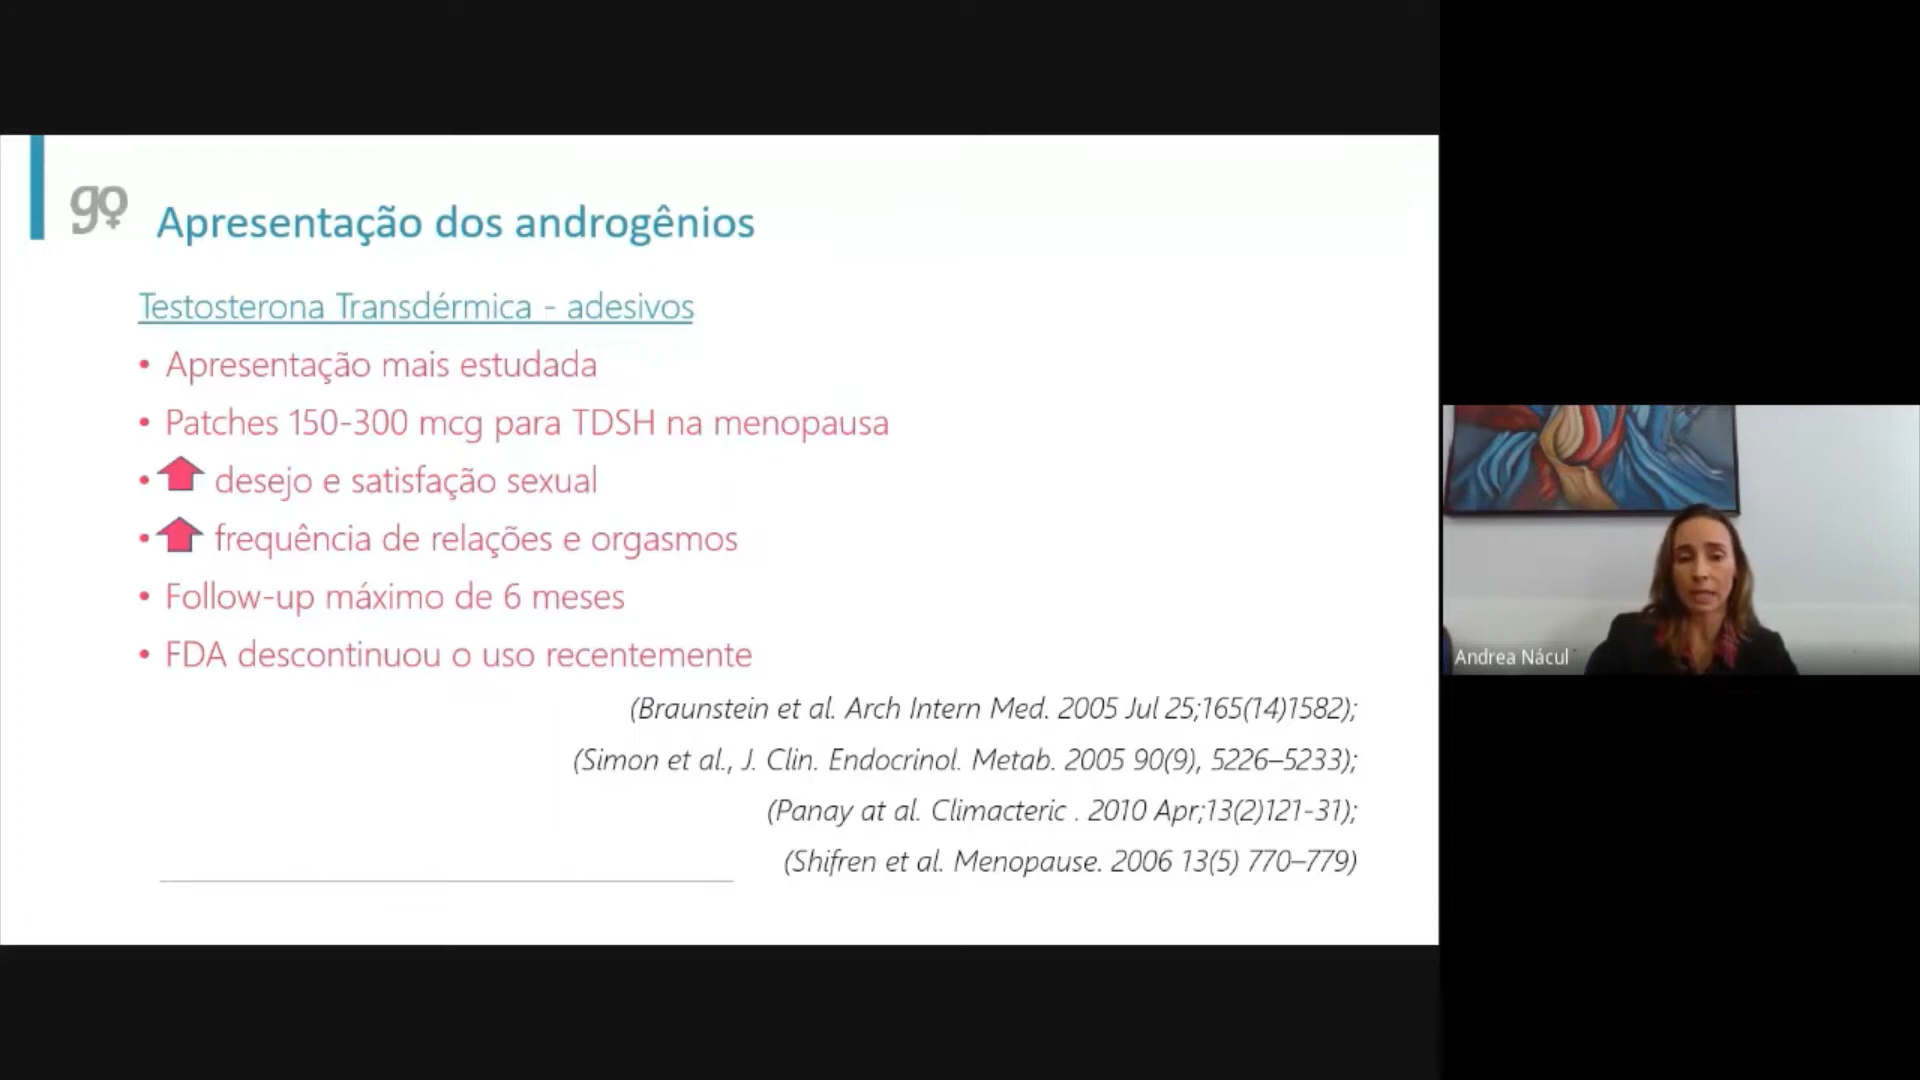 go
Apresentação dos androgênios
Testosterona Transdérmica - adesivos
• Apresentação mais estudada
• Patches 150-300 mcg para TDSH na menopausa
• desejo e satisfação sexual
• frequência de relações e orgasmos
• Follow-up máximo de 6 meses
• FDA descontinuou o uso recentemente
(Braunstein et al. Arch Intern Med. 2005 Jul 25;165(14)1582);
(Simon et al., J. Clin. Endocrinol. Metab. 2005 90(9), 5226–5233);
(Panay at al. Climacteric . 2010 Apr;13(2)121-31);
(Shifren et al. Menopause. 2006 13(5) 770–779)
Andrea Nácul